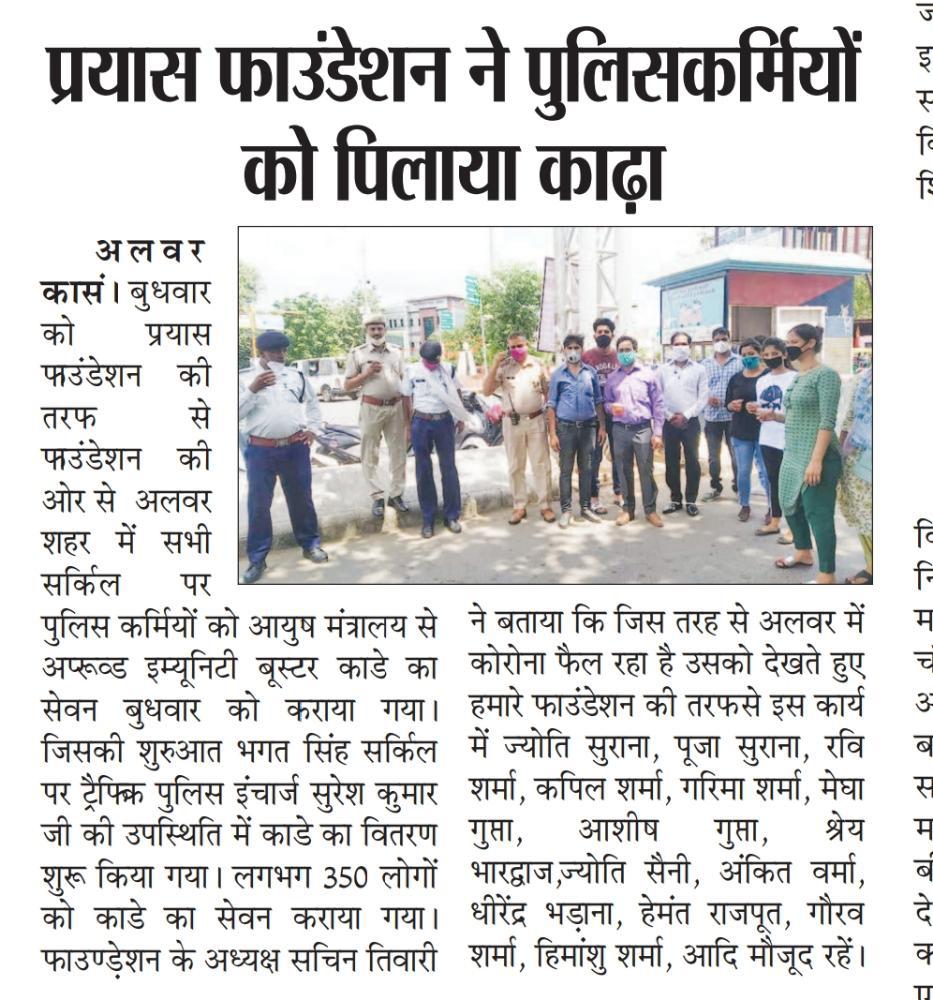 प्रयास फाउंडेशन ने पुलिसकर्मियों
को पिलाया काढ़ा
अलवर
कासं। बुधवार
को प्रयास
फाउंडेशन की
तरफ से
फाउंडेशन की
ओर से अलवर
शहर में सभी
सर्किल पर
पुलिस कर्मियों को आयुष मंत्रालय से
अप्रूव्ड इम्यूनिटी बूस्टर काडे का
सेवन बुधवार को कराया गया।
जिसकी शुरुआत भगत सिंह सर्किल
पर ट्रैफिक पुलिस इंचार्ज सुरेश कुमार
जी की उपस्थिति में काडे का वितरण
शुरू किया गया। लगभग 350 लोगों
को काडे का सेवन कराया गया।
फाउण्ड़ेशन के अध्यक्ष सचिन तिवारी
ने बताया कि जिस तरह से अलवर में
कोरोना फैल रहा है उसको देखते हुए
हमारे फाउंडेशन की तरफसे इस कार्य
में ज्योति सुराना, पूजा सुराना, रवि
शर्मा, कपिल शर्मा, गरिमा शर्मा, मेघा
गुप्ता, आशीष गुप्ता, श्रेय
भारद्वाज,ज्योति सैनी, अंकित वर्मा,
धीरेंद्र भड़ाना, हेमंत राजपूत, गौरव
शर्मा, हिमांशु शर्मा, आदि मौजूद रहें।